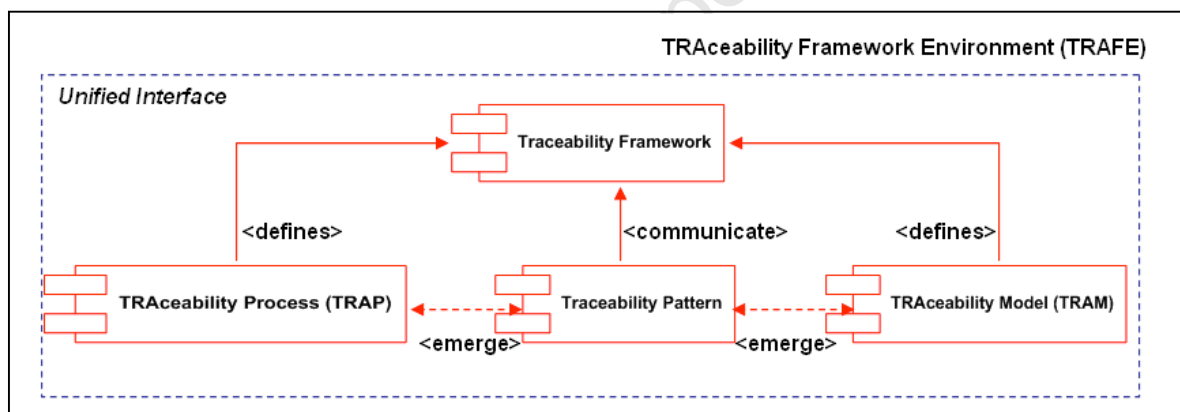 TRAceability Framework Environment (TRAFE)
Unified Interface
Traceability Framework
<defines>
<communicate>
<defines>
TRAceability Process (TRAP)
Traceability Pattern
TRAceability Model (TRAM)
<emerge>
<emerge>